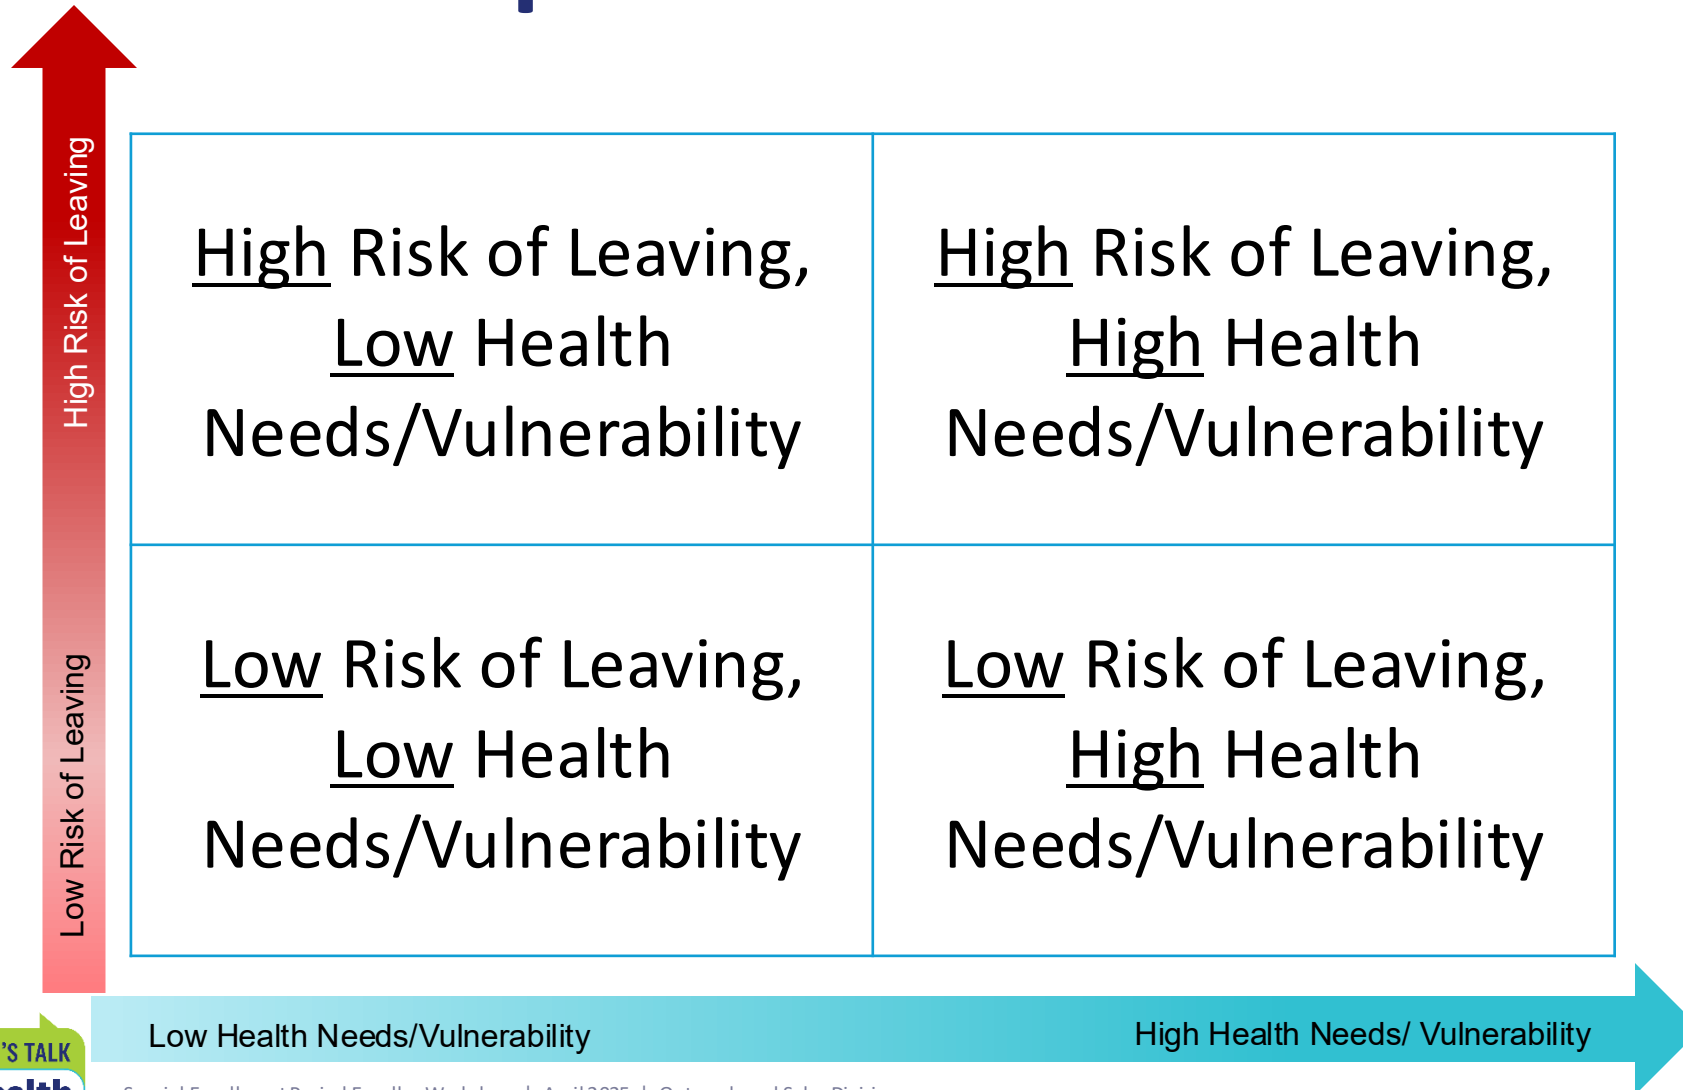 High Risk of Leaving
Low Risk of Leaving
High Risk of Leaving,
Low Health
Needs/Vulnerability
High Risk of Leaving,
High Health
Needs/Vulnerability
Low Risk of Leaving,
Low Health
Needs/Vulnerability
Low Risk of Leaving,
High Health
Needs/Vulnerability
Low Health Needs/Vulnerability
High Health Needs/ Vulnerability
'S TALK